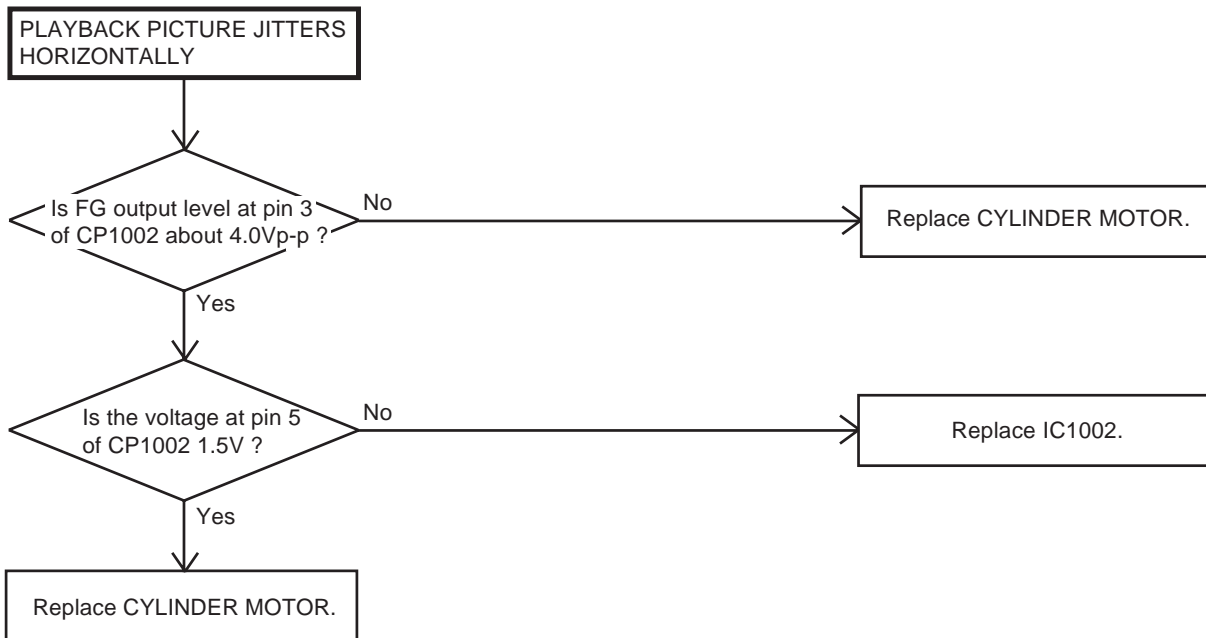 PLAYBACK PICTURE JITTERS
HORIZONTALLY
Is FG output level at pin 3
of CP1002 about 4.0Vp-p ?
No
Replace CYLINDER MOTOR.
Yes
Is the voltage at pin 5
of CP1002 1.5V ?
No
Replace IC1002.
Yes
Replace CYLINDER MOTOR.